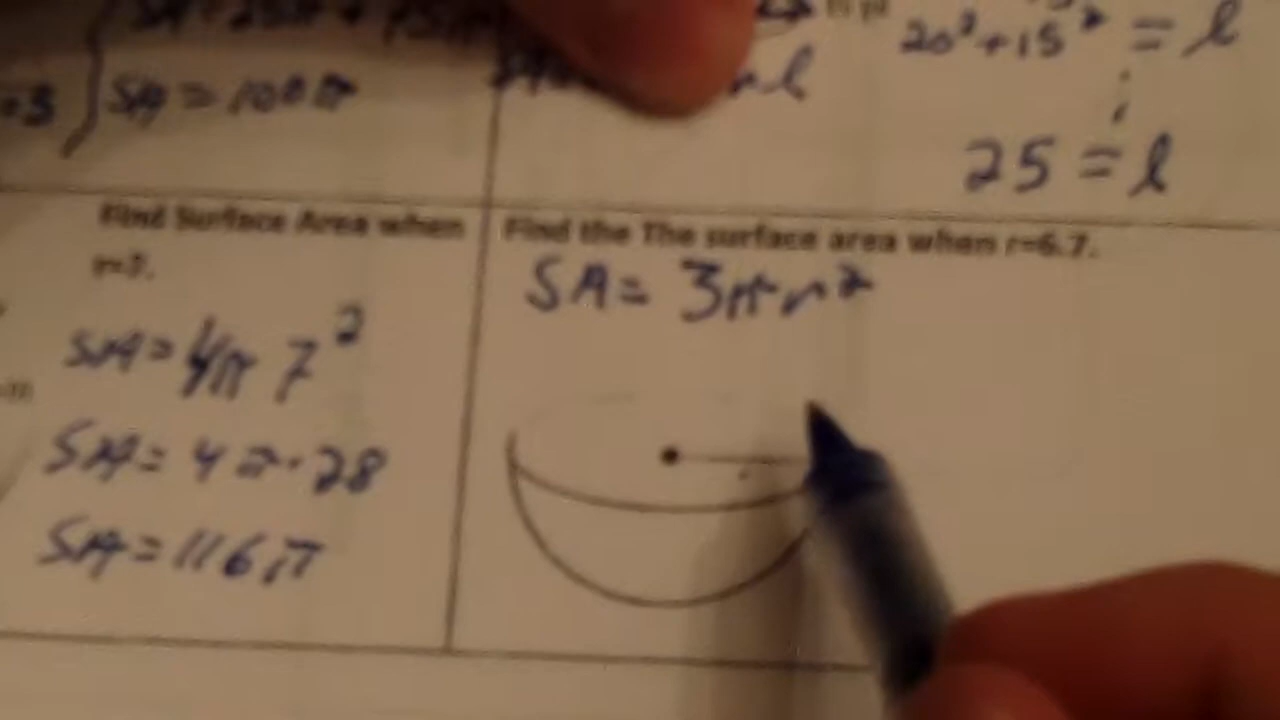 SA = 100π
l
20² + 15² = l
25 = l
Find Surface Area when
SA = 4π 7²
SA = 4π · 28
SA = 116π
Find the The surface area when r=6.7.
SA = 3πr²